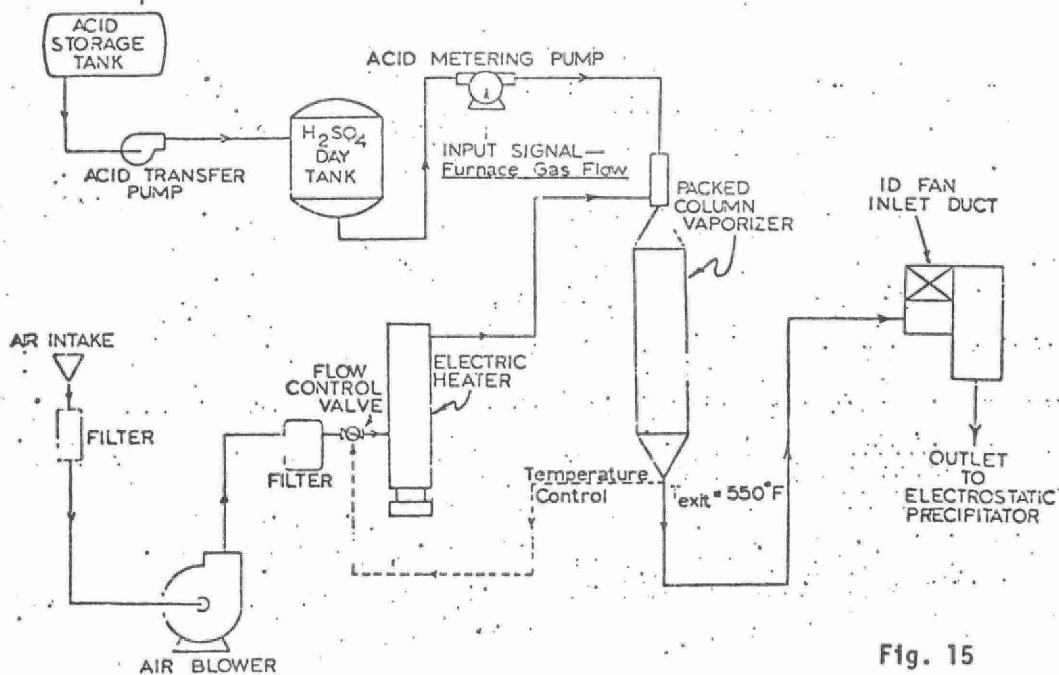 ACID
STORAGE
TANK
ACID TRANSFER
PUMP
H2SO4
DAY
TANK
ACID METERING PUMP
INPUT SIGNAL—
Furnace Gas Flow
PACKED
COLUMN
VAPORIZER
ID FAN
INLET DUCT
AIR INTAKE
FILTER
FLOW
CONTROL
VALVE
ELECTRIC
HEATER
FILTER
Temperature
Control
Texit = 550°F
OUTLET
TO
ELECTROSTATIC
PRECIPITATOR
AIR BLOWER
Fig. 15